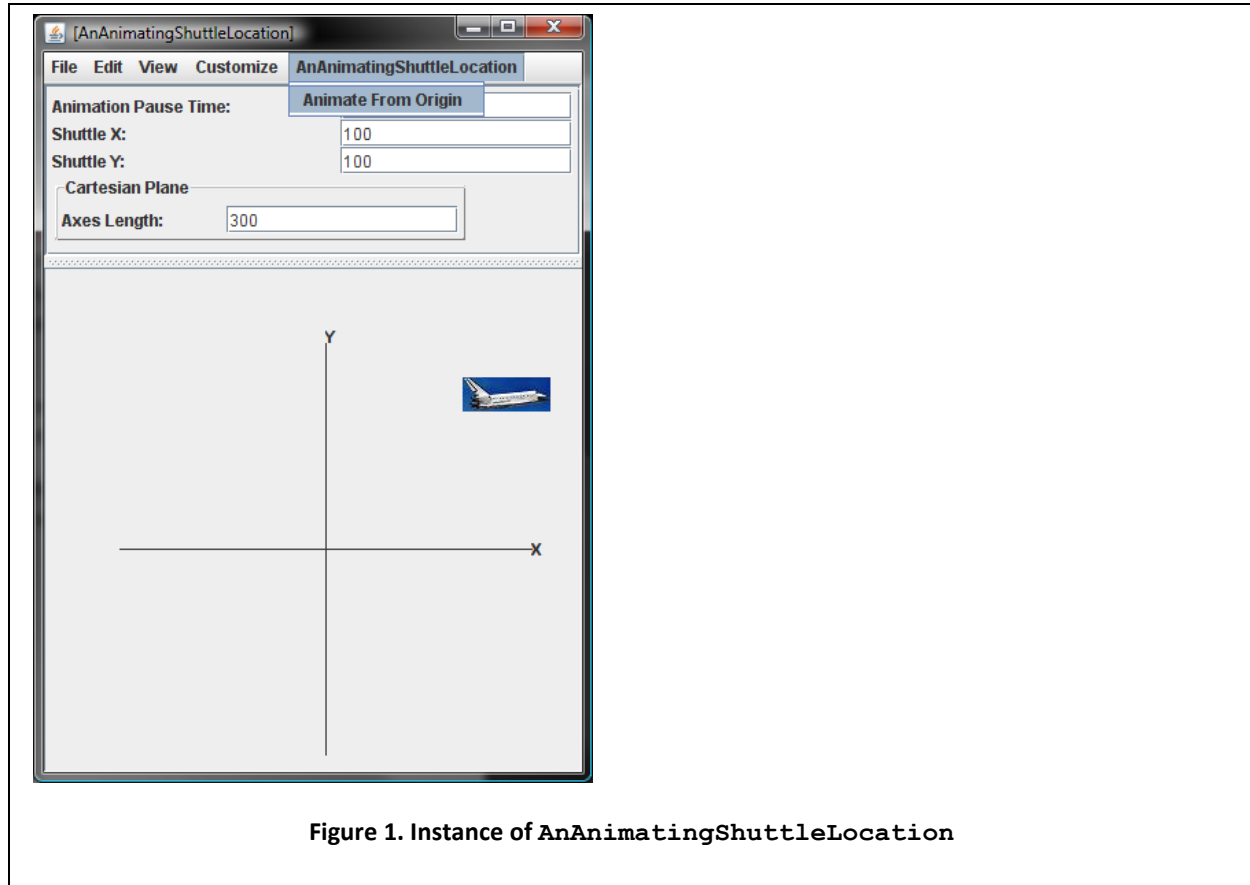 [AnAnimatingShuttleLocation]
File Edit View Customize AnAnimatingShuttleLocation
Animate From Origin
Animation Pause Time:
Shuttle X: 100
Shuttle Y: 100
Cartesian Plane
Axes Length: 300
Y
X
Figure 1. Instance of AnAnimatingShuttleLocation